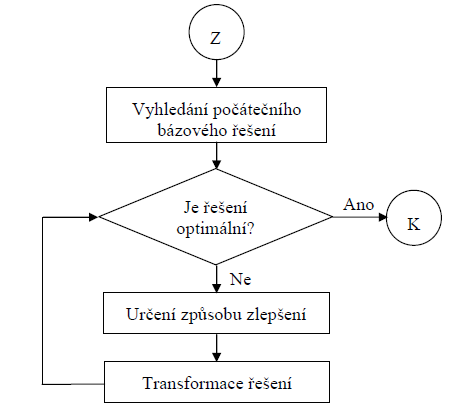 Z
Vyhledání počátečního
bázového řešení
Je řešení
optimální?
Ano
K
Ne
Určení způsobu zlepšení
Transformace řešení